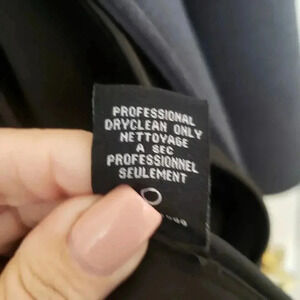 PROFESSIONAL
DRYCLEAN ONLY
NETTOYAGE
A SEC
PROFESSIONNEL
SEULEMENT